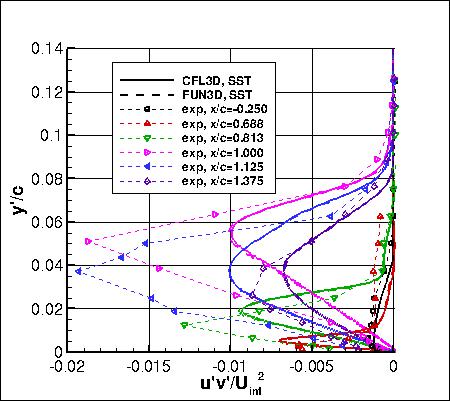 0.14
0.12
0.1
0.08
0.06
0.04
0.02
0
y'/c
CFL3D, SST
FUN3D, SST
exp, x/c=-0.250
exp, x/c=0.688
exp, x/c=0.813
exp, x/c=1.000
exp, x/c=1.125
exp, x/c=1.375
-0.02 -0.015 -0.01 -0.005 0
u'v'/U_inf^2